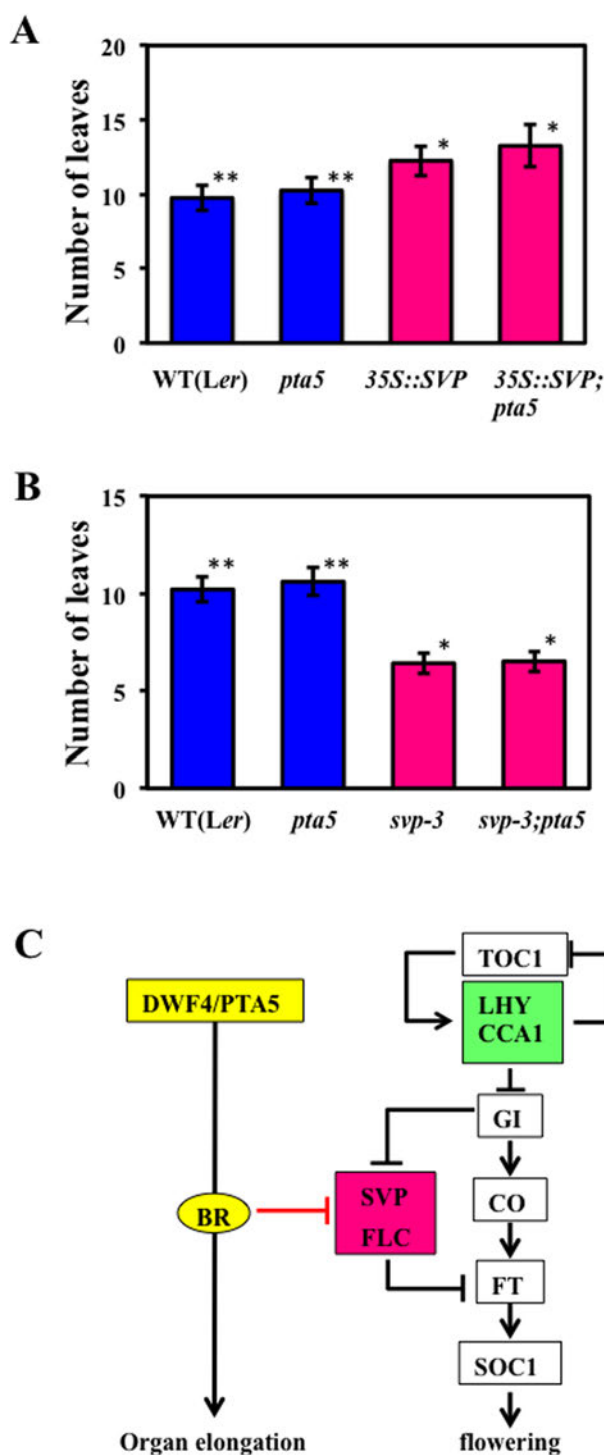 A
20
15
10
5
0
Number of leaves
** ** * *
WT(Ler) pta5 35S::SVP 35S::SVP;
pta5
B
15
10
5
0
Number of leaves
** ** * *
WT(Ler) pta5 svp-3 svp-3;pta5
C
DWF4/PTA5
BR
Organ elongation
TOC1
LHY
CCA1
GI
SVP
FLC
CO
FT
SOC1
flowering